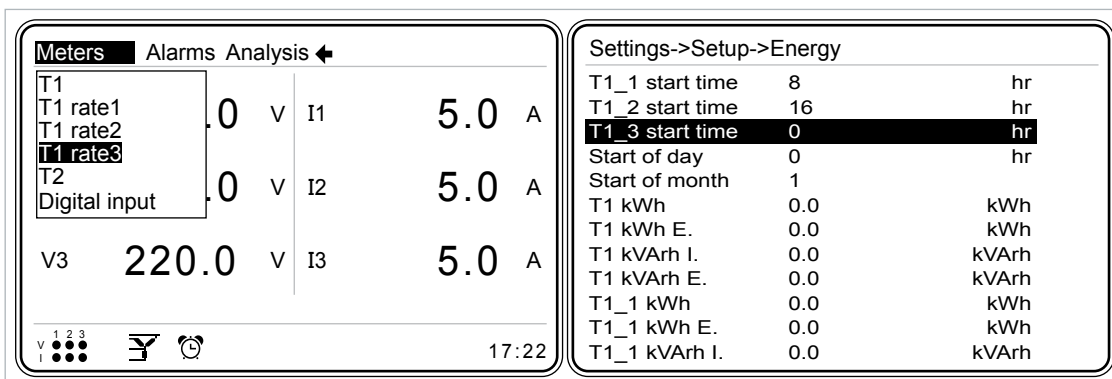 Meters Alarms Analysis
T1
T1 rate1
T1 rate2
T1 rate3
T2
Digital input
.0 V I1 5.0 A
.0 V I2 5.0 A
V3 220.0 V I3 5.0 A
1 2 3
V
I
17:22
Settings->Setup->Energy
T1_1 start time 8 hr
T1_2 start time 16 hr
T1_3 start time 0 hr
Start of day 0 hr
Start of month 1
T1 kWh 0.0 kWh
T1 kWh E. 0.0 kWh
T1 kVArh I. 0.0 kVArh
T1 kVArh E. 0.0 kVArh
T1_1 kWh 0.0 kWh
T1_1 kWh E. 0.0 kWh
T1_1 kVArh I. 0.0 kVArh